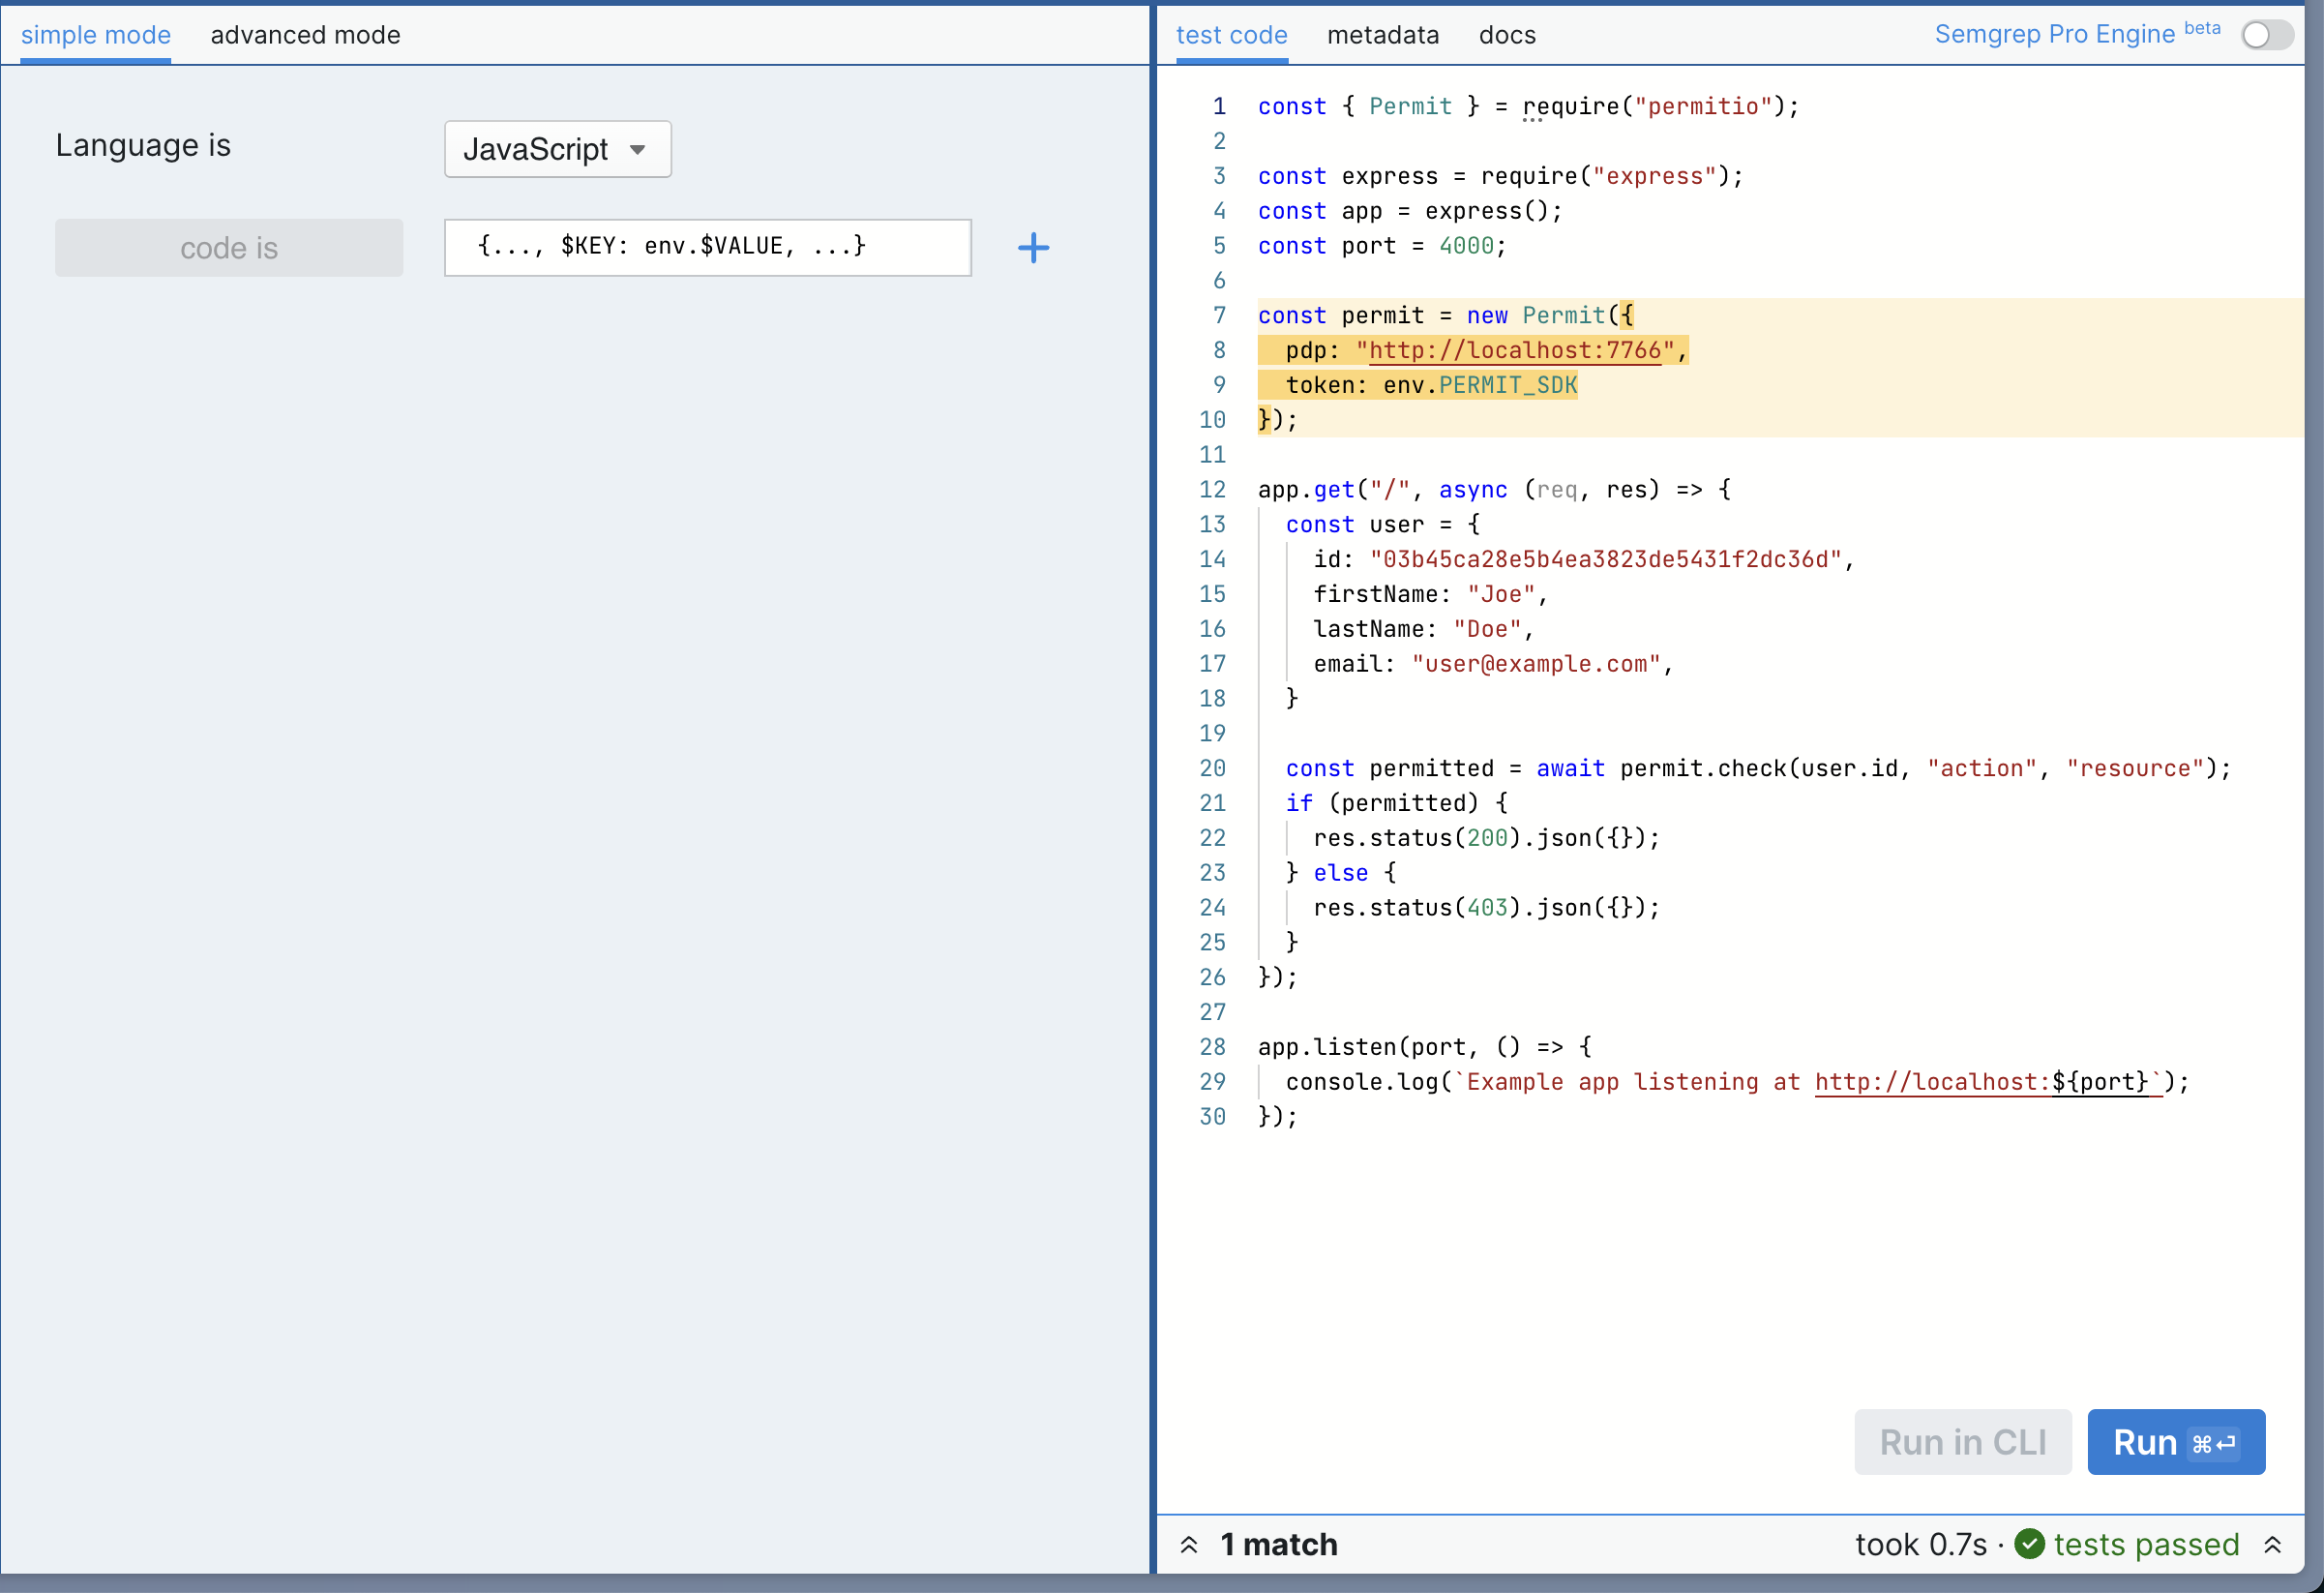 simple mode advanced mode
Language is JavaScript
code is {..., $KEY: env.$VALUE, ...} +
test code metadata docs Semgrep Pro Engine beta
1 const { Permit } = require("permitio");
2
3 const express = require("express");
4 const app = express();
5 const port = 4000;
6
7 const permit = new Permit({
8   pdp: "http://localhost:7766",
9   token: env.PERMIT_SDK
10 });
11
12 app.get("/", async (req, res) => {
13   const user = {
14     id: "03b45ca28e5b4ea3823de5431f2dc36d",
15     firstName: "Joe",
16     lastName: "Doe",
17     email: "user@example.com",
18   }
19
20   const permitted = await permit.check(user.id, "action", "resource");
21   if (permitted) {
22     res.status(200).json({});
23   } else {
24     res.status(403).json({});
25   }
26 });
27
28 app.listen(port, () => {
29   console.log(`Example app listening at http://localhost:${port}`);
30 });
Run in CLI Run ⌘⏎
1 match took 0.7s · tests passed